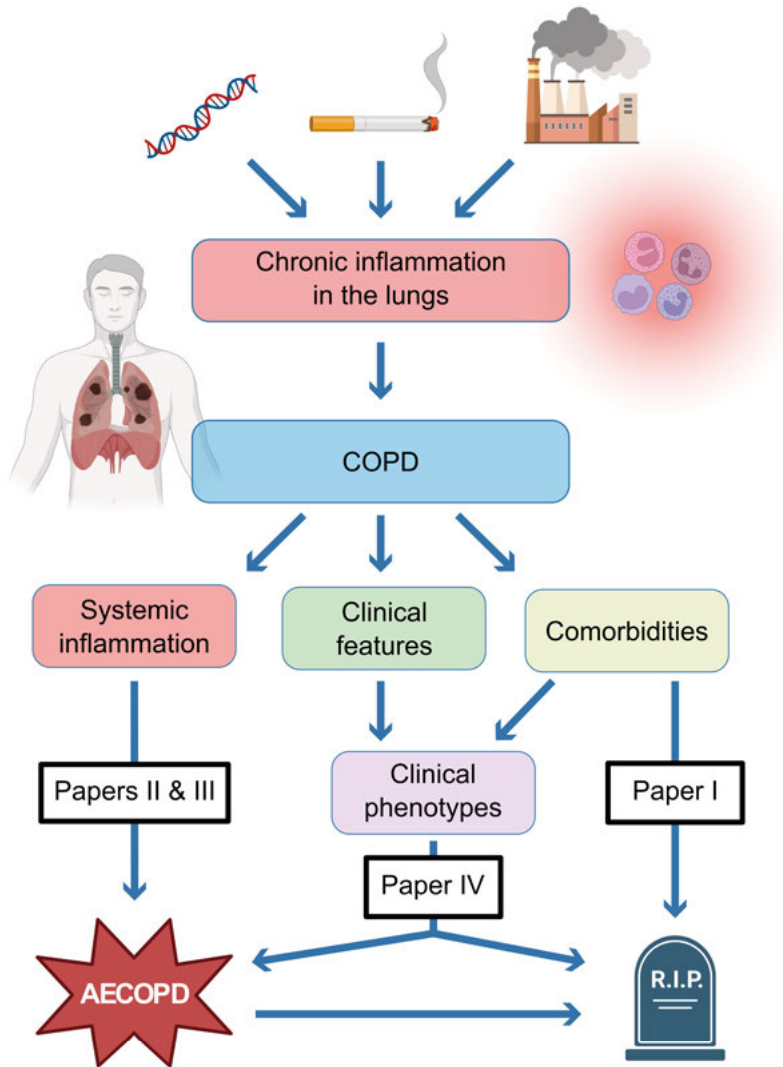 Chronic inflammation
in the lungs
COPD
Systemic
inflammation
Clinical
features
Comorbidities
Papers II & III
Clinical
phenotypes
Paper I
Paper IV
AECOPD
R.I.P.